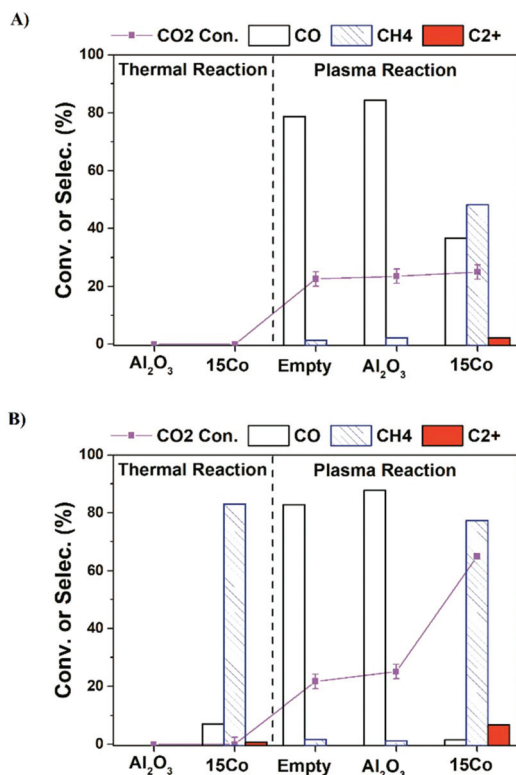 A)
CO2 Con. CO CH4 C2+
Thermal Reaction Plasma Reaction
Conv. or Selec. (%)
100
80
60
40
20
0
Al₂O₃ 15Co Empty Al₂O₃ 15Co
B)
CO2 Con. CO CH4 C2+
Thermal Reaction Plasma Reaction
Conv. or Selec. (%)
100
80
60
40
20
0
Al₂O₃ 15Co Empty Al₂O₃ 15Co